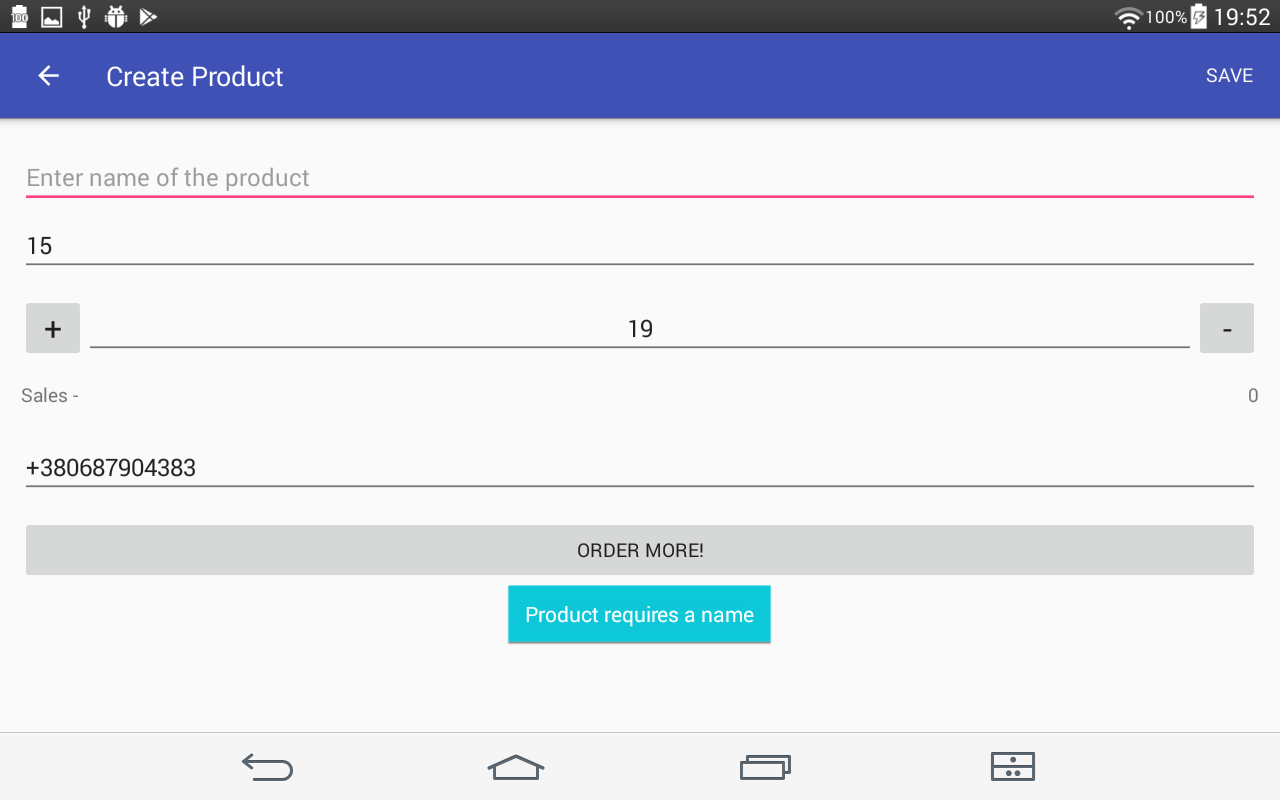 100 100% 19:52
Create Product SAVE
Enter name of the product
15
+ 19 -
Sales - 0
+380687904383
ORDER MORE!
Product requires a name